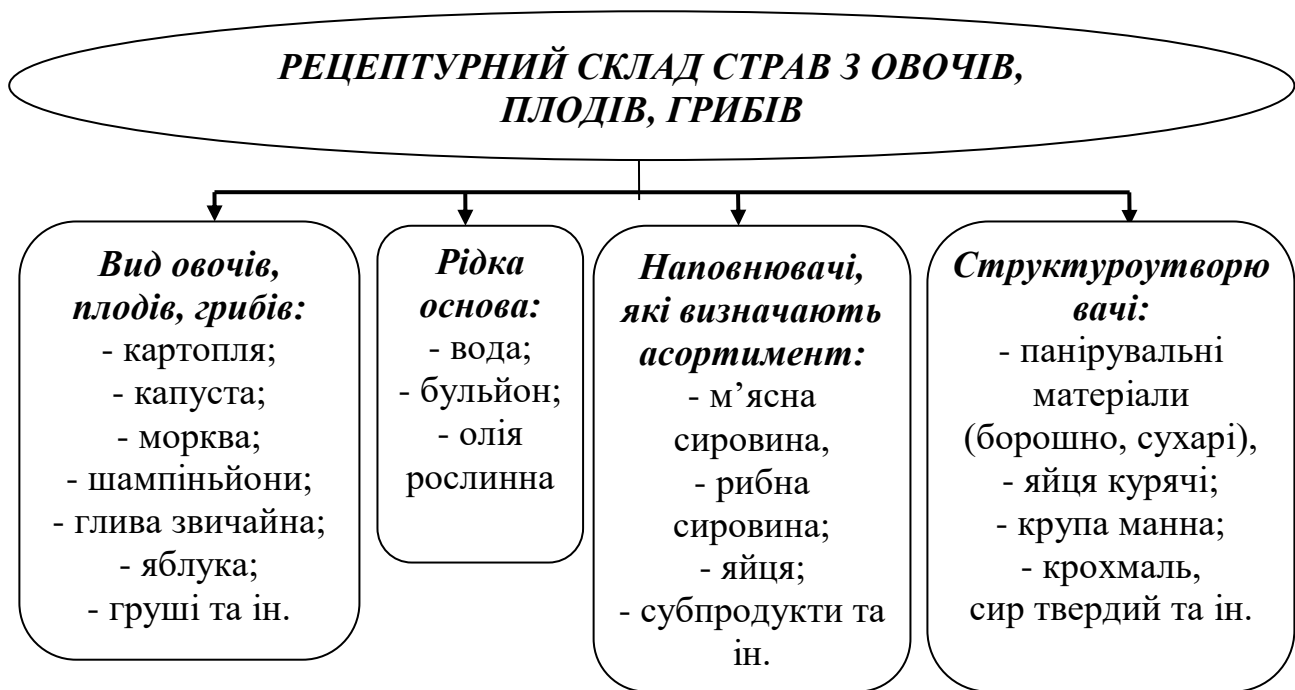 РЕЦЕПТУРНИЙ СКЛАД СТРАВ З ОВОЧІВ,
ПЛОДІВ, ГРИБІВ
Вид овочів,
плодів, грибів:
- картопля;
- капуста;
- морква;
- шампіньйони;
- глива звичайна;
- яблука;
- груші та ін.
Рідка
основа:
- вода;
- бульйон;
- олія
рослинна
Наповнювачі,
які визначають
асортимент:
- м’ясна
сировина,
- рибна
сировина;
- яйця;
- субпродукти та
ін.
Структуроутворю
вачі:
- панірувальні
матеріали
(борошно, сухарі),
- яйця курячі;
- крупа манна;
- крохмаль,
сир твердий та ін.